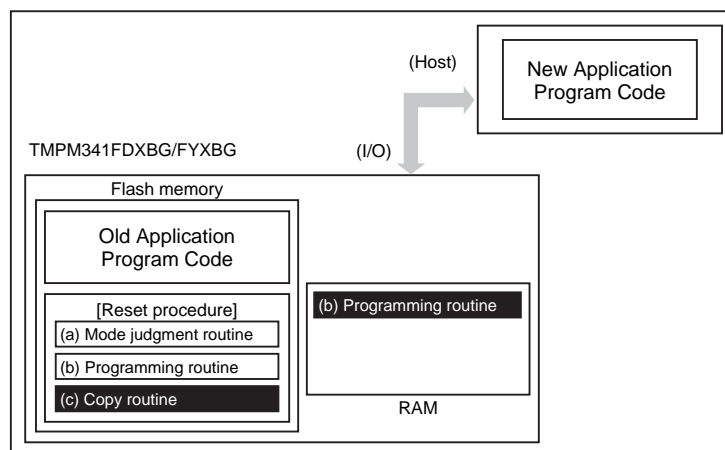 (Host)
New Application
Program Code
TMPM341FDXBG/FYXBG
(I/O)
Flash memory
Old Application
Program Code
[Reset procedure]
(a) Mode judgment routine
(b) Programming routine
(c) Copy routine
(b) Programming routine
RAM